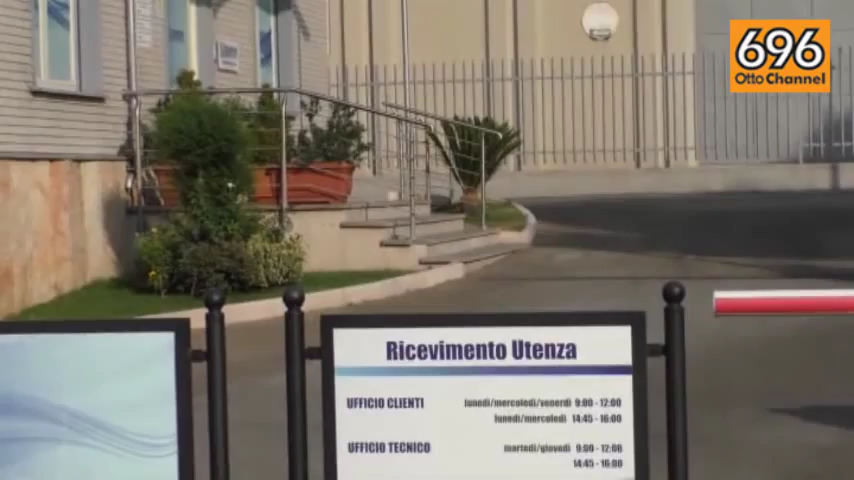 696
Otto Channel
Ricevimento Utenza
UFFICIO CLIENTI lunedì/mercoledì/venerdì 9:00 - 12:00
lunedì/mercoledì 14:45 - 16:00
UFFICIO TECNICO martedì/giovedì 9:00 - 12:00
14:45 - 16:00